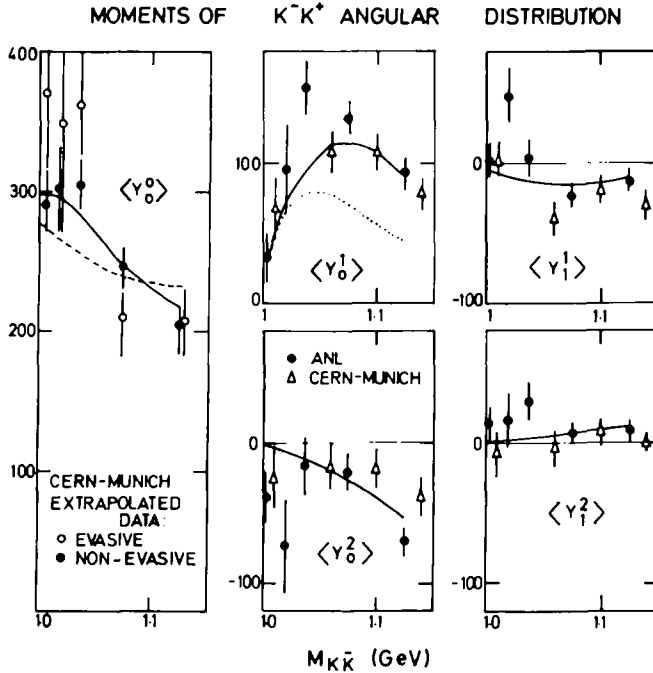 MOMENTS OF K⁻K⁺ ANGULAR DISTRIBUTION
400
300
200
100
⟨Y⁰₀⟩
CERN-MUNICH
EXTRAPOLATED
DATA:
○ EVASIVE
● NON-EVASIVE
1·0
1·1
100
0
⟨Y¹₀⟩
1
1·1
0
-100
⟨Y¹₁⟩
1
1·1
● ANL
△ CERN-MUNICH
0
-100
⟨Y²₀⟩
1·0
1·1
0
-100
⟨Y²₁⟩
1·0
1·1
M_KK̄ (GeV)